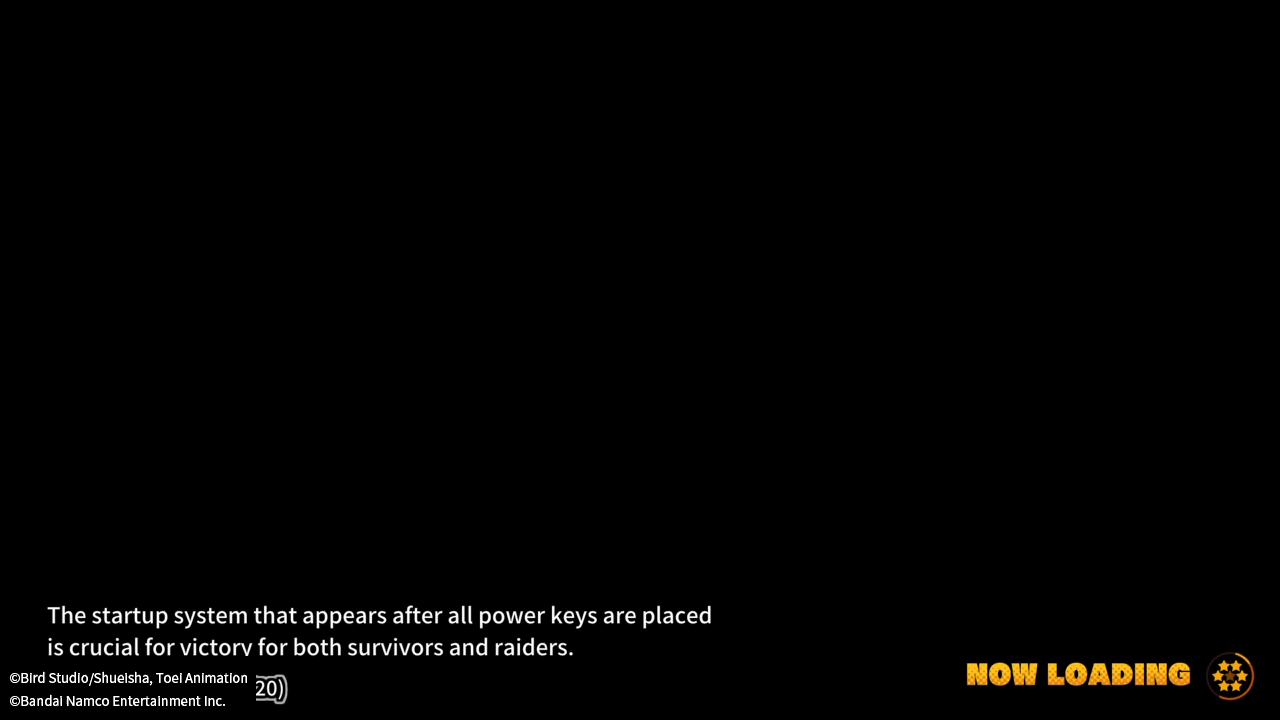 The startup system that appears after all power keys are placed
is crucial for victory for both survivors and raiders.
©Bird Studio/Shueisha, Toei Animation
20)
©Bandai Namco Entertainment Inc.
NOW LOADING